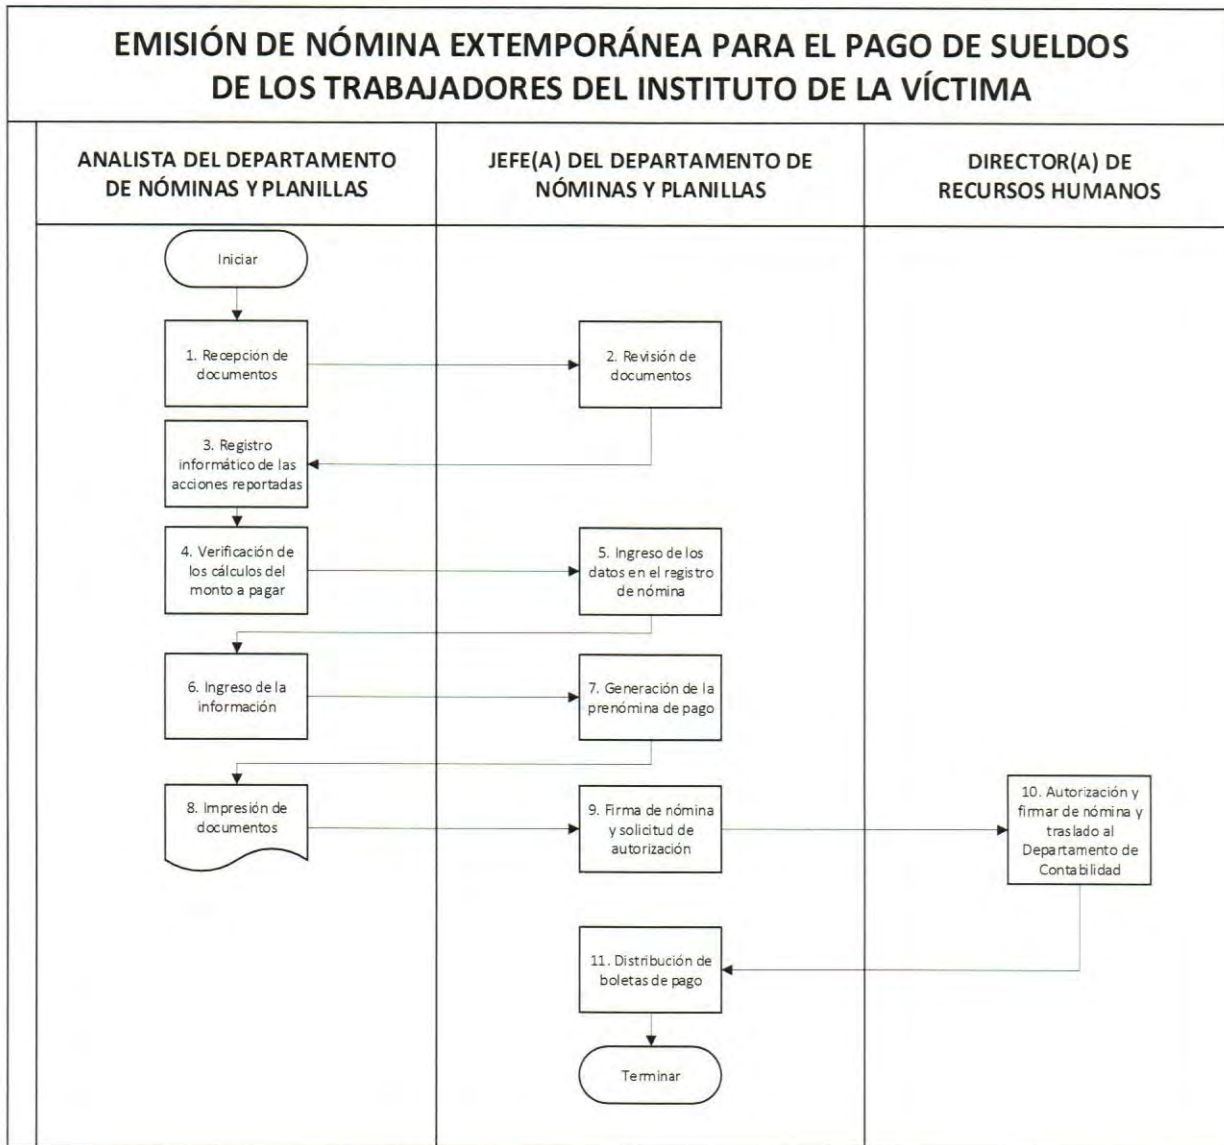 EMISIÓN DE NÓMINA EXTEMPORÁNEA PARA EL PAGO DE SUELDOS
DE LOS TRABAJADORES DEL INSTITUTO DE LA VÍCTIMA
ANALISTA DEL DEPARTAMENTO
DE NÓMINAS Y PLANILLAS
JEFE(A) DEL DEPARTAMENTO DE
NÓMINAS Y PLANILLAS
DIRECTOR(A) DE
RECURSOS HUMANOS
Iniciar
1. Recepción de
documentos
2. Revisión de
documentos
3. Registro
informático de las
acciones reportadas
4. Verificación de
los cálculos del
monto a pagar
5. Ingreso de los
datos en el registro
de nómina
6. Ingreso de la
información
7. Generación de la
prenómina de pago
8. Impresión de
documentos
9. Firma de nómina
y solicitud de
autorización
10. Autorización y
firmar de nómina y
traslado al
Departamento de
Contabilidad
11. Distribución de
boletas de pago
Terminar